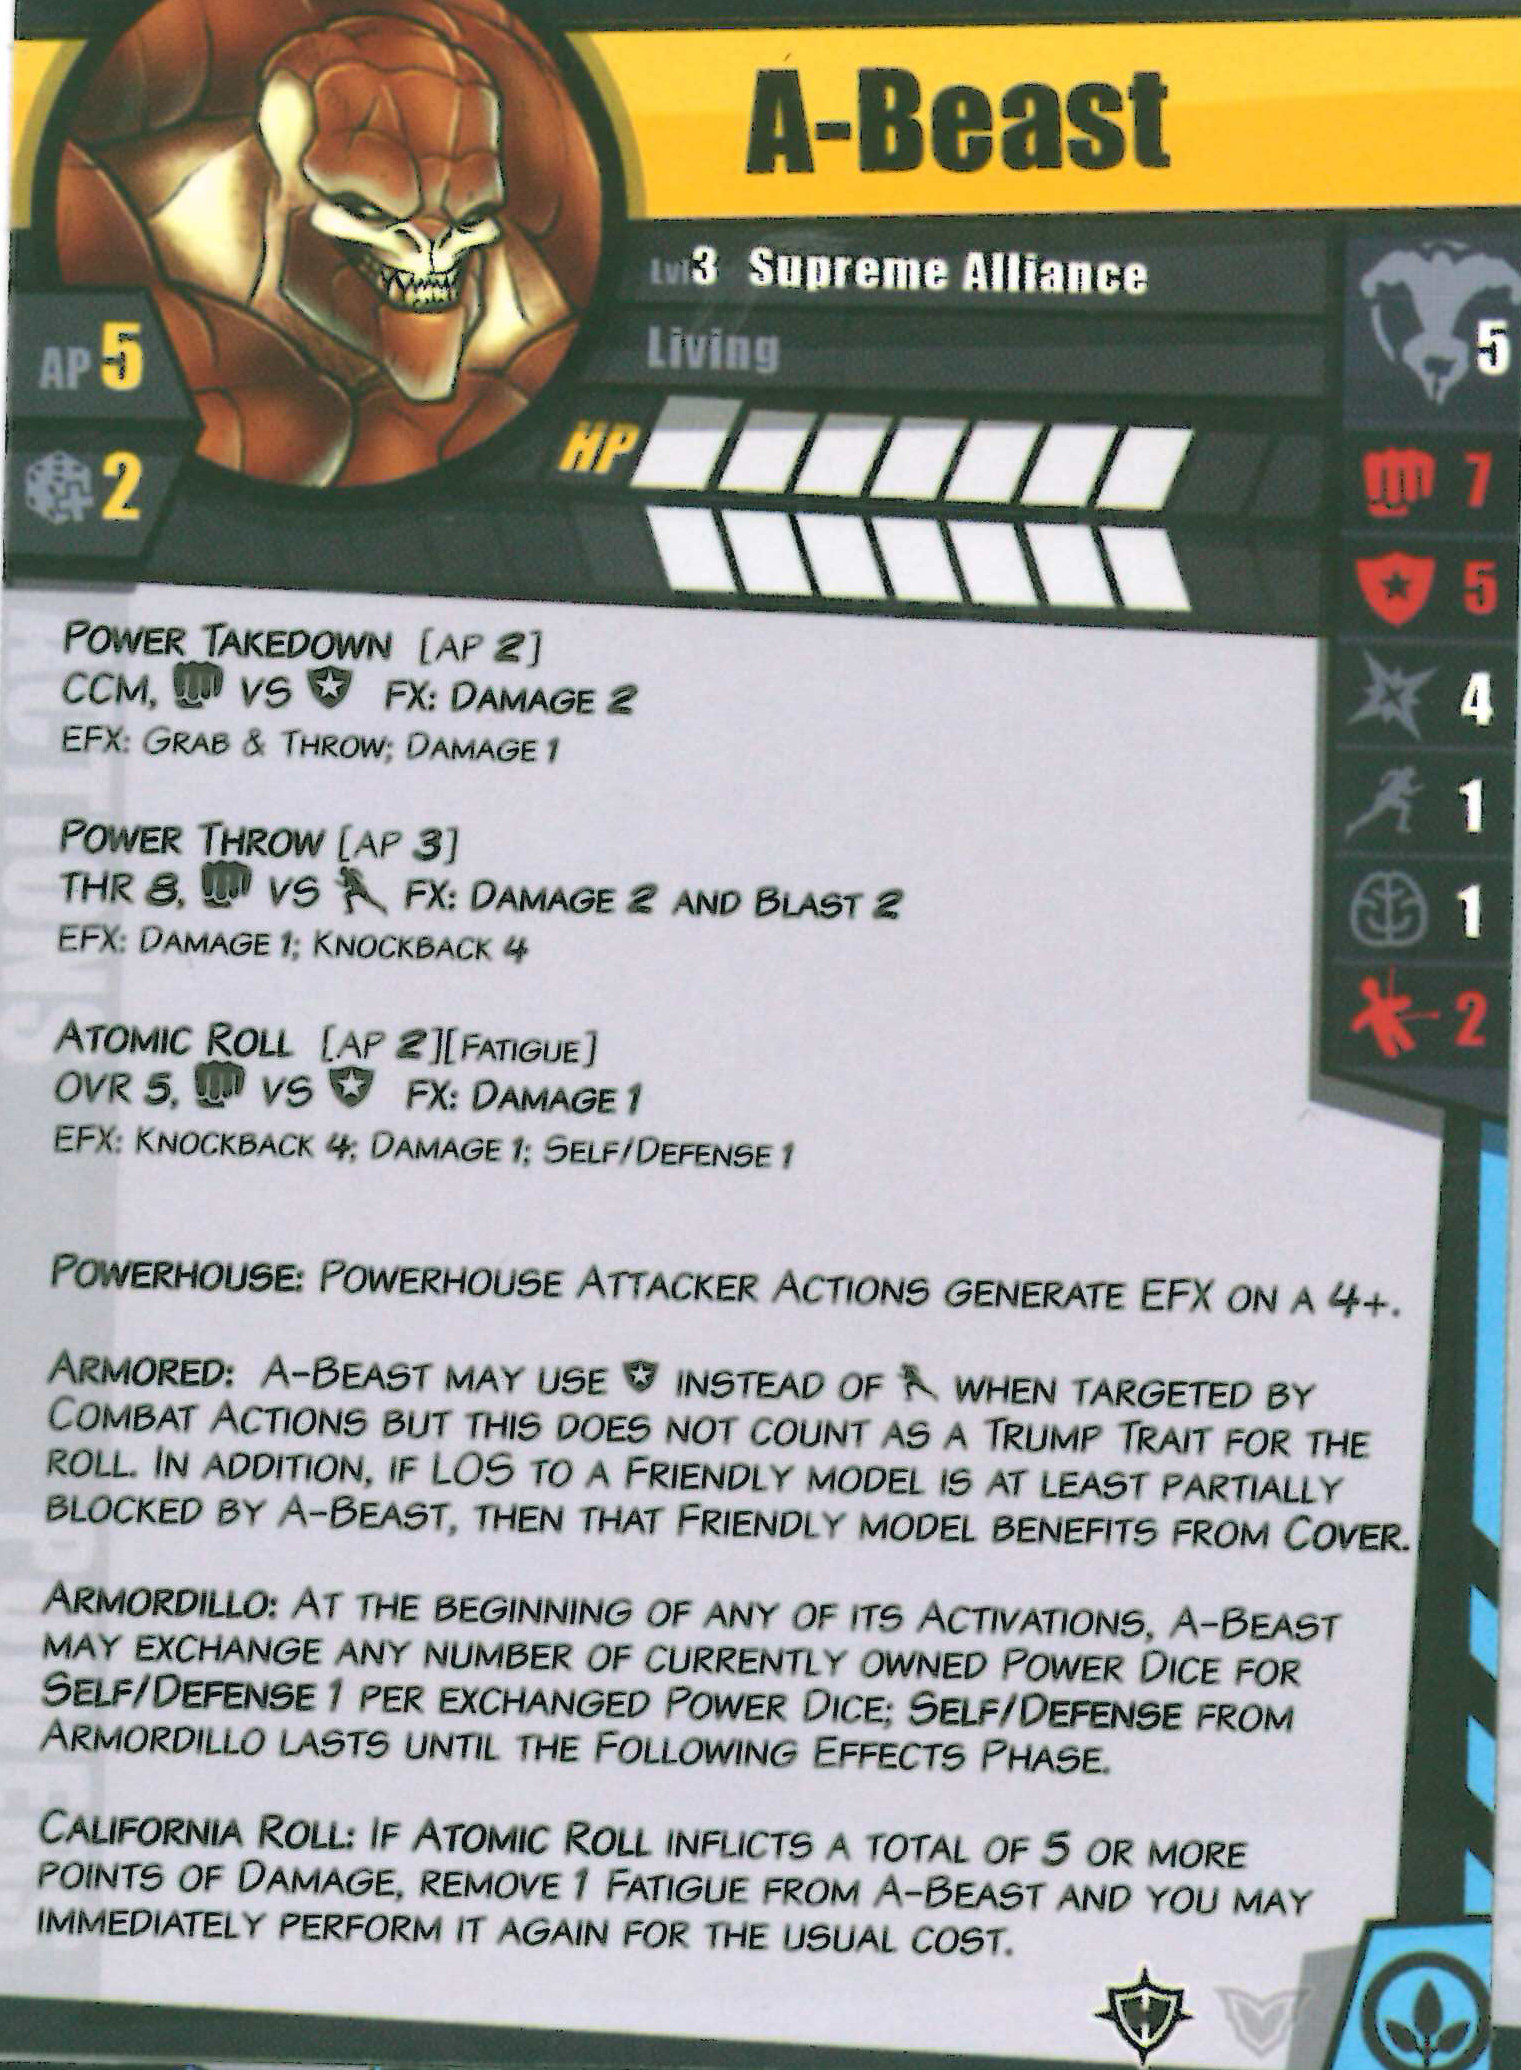 A-Beast
Lvl 3 Supreme Alliance
Living
AP 5
2
HP
5
7
5
4
1
1
2
POWER TAKEDOWN [AP 2]
CCM, VS FX: DAMAGE 2
EFX: GRAB & THROW; DAMAGE 1
POWER THROW [AP 3]
THR 8, VS FX: DAMAGE 2 AND BLAST 2
EFX: DAMAGE 1; KNOCKBACK 4
ATOMIC ROLL [AP 2][FATIGUE]
OVR 5, VS FX: DAMAGE 1
EFX: KNOCKBACK 4; DAMAGE 1; SELF/DEFENSE 1
POWERHOUSE: POWERHOUSE ATTACKER ACTIONS GENERATE EFX ON A 4+.
ARMORED: A-BEAST MAY USE INSTEAD OF WHEN TARGETED BY
COMBAT ACTIONS BUT THIS DOES NOT COUNT AS A TRUMP TRAIT FOR THE
ROLL. IN ADDITION, IF LOS TO A FRIENDLY MODEL IS AT LEAST PARTIALLY
BLOCKED BY A-BEAST, THEN THAT FRIENDLY MODEL BENEFITS FROM COVER.
ARMORDILLO: AT THE BEGINNING OF ANY OF ITS ACTIVATIONS, A-BEAST
MAY EXCHANGE ANY NUMBER OF CURRENTLY OWNED POWER DICE FOR
SELF/DEFENSE 1 PER EXCHANGED POWER DICE; SELF/DEFENSE FROM
ARMORDILLO LASTS UNTIL THE FOLLOWING EFFECTS PHASE.
CALIFORNIA ROLL: IF ATOMIC ROLL INFLICTS A TOTAL OF 5 OR MORE
POINTS OF DAMAGE, REMOVE 1 FATIGUE FROM A-BEAST AND YOU MAY
IMMEDIATELY PERFORM IT AGAIN FOR THE USUAL COST.